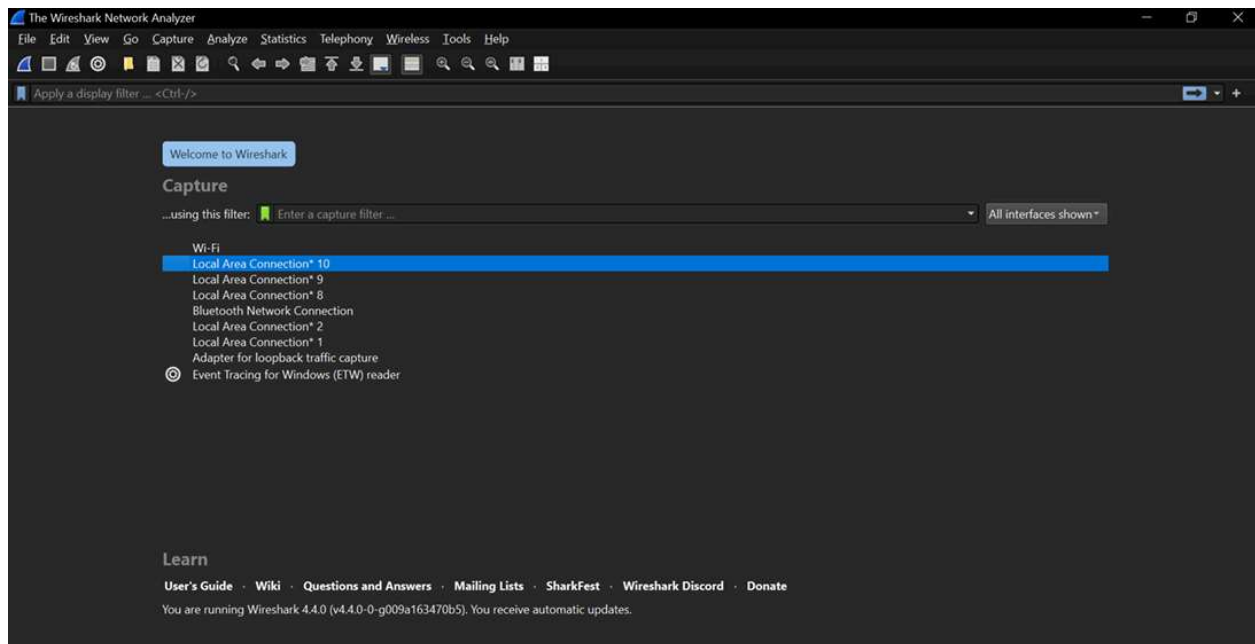 The Wireshark Network Analyzer
File Edit View Go Capture Analyze Statistics Telephony Wireless Tools Help
Apply a display filter ... <Ctrl-/>
Welcome to Wireshark
Capture
...using this filter: Enter a capture filter ... All interfaces shown
Wi-Fi
Local Area Connection* 10
Local Area Connection* 9
Local Area Connection* 8
Bluetooth Network Connection
Local Area Connection* 2
Local Area Connection* 1
Adapter for loopback traffic capture
Event Tracing for Windows (ETW) reader
Learn
User's Guide · Wiki · Questions and Answers · Mailing Lists · SharkFest · Wireshark Discord · Donate
You are running Wireshark 4.4.0 (v4.4.0-0-g009a163470b5). You receive automatic updates.